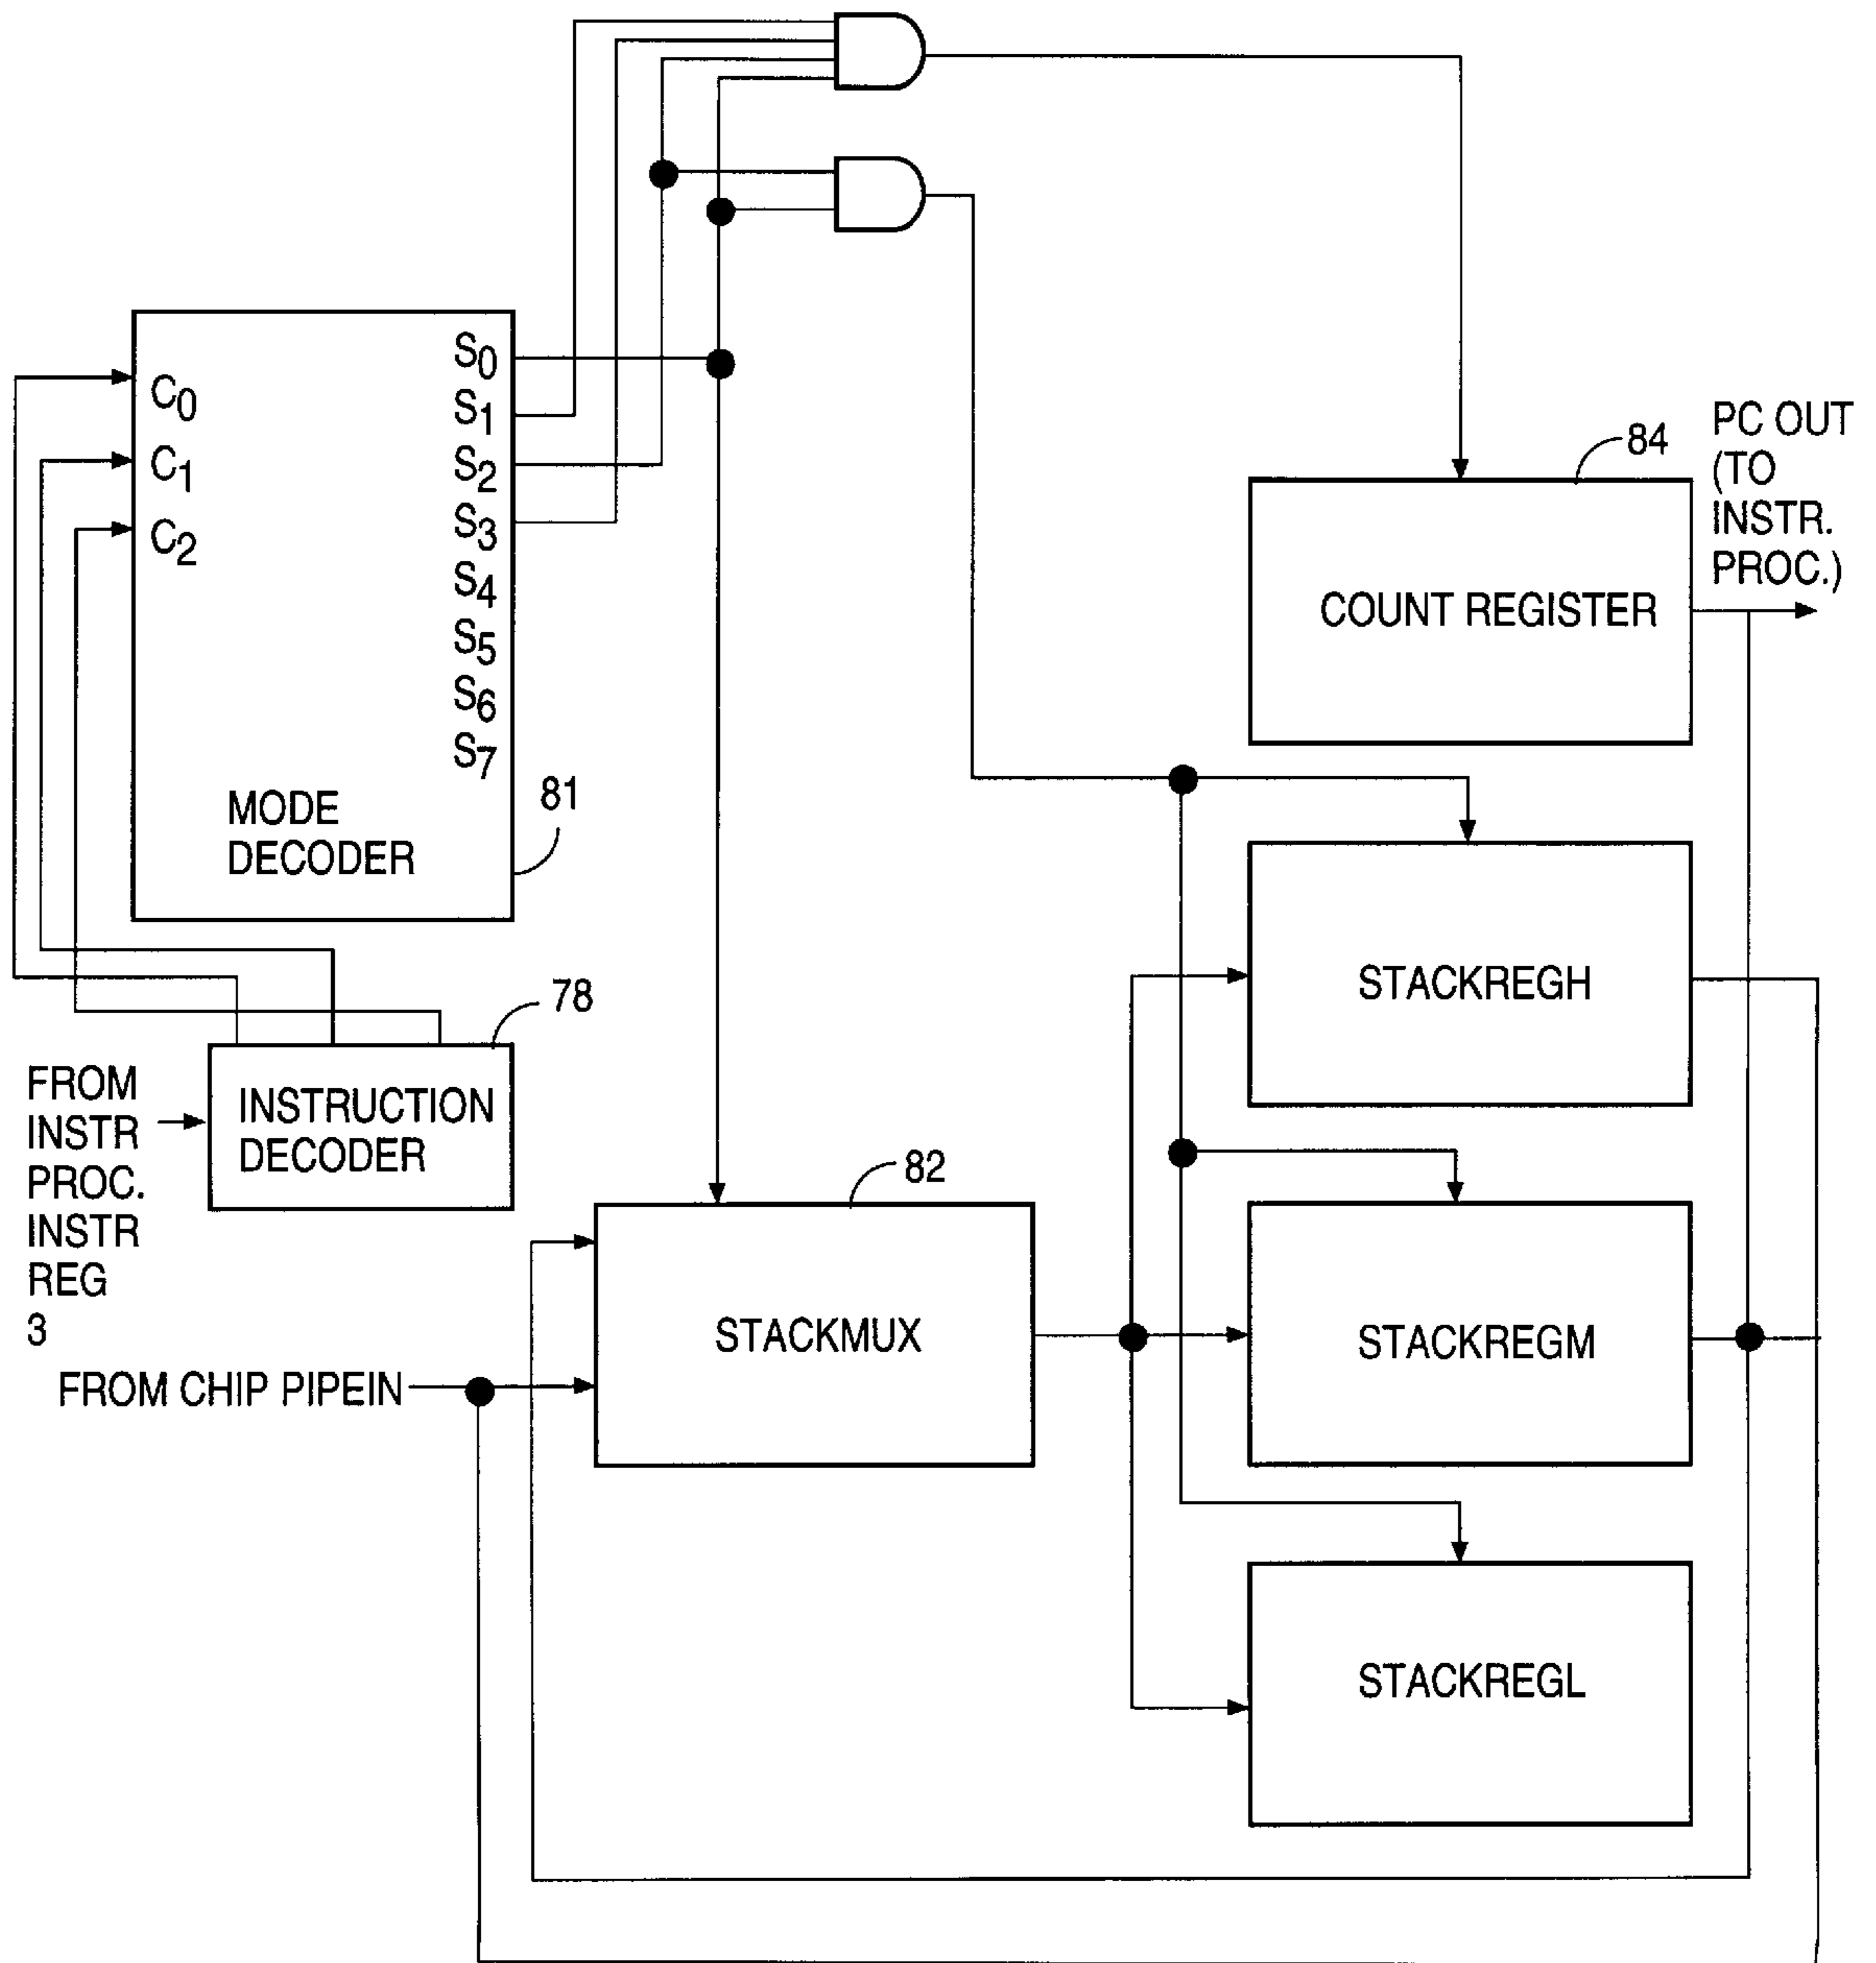 S0
S1
S2
S3
S4
S5
S6
S7
C0
C1
C2
MODE
DECODER
81
84
PC OUT
(TO
INSTR.
PROC.)
COUNT REGISTER
STACKREGH
78
FROM
INSTR
PROC.
INSTR
REG
3
INSTRUCTION
DECODER
82
STACKMUX
STACKREGM
FROM CHIP PIPEIN
STACKREGL